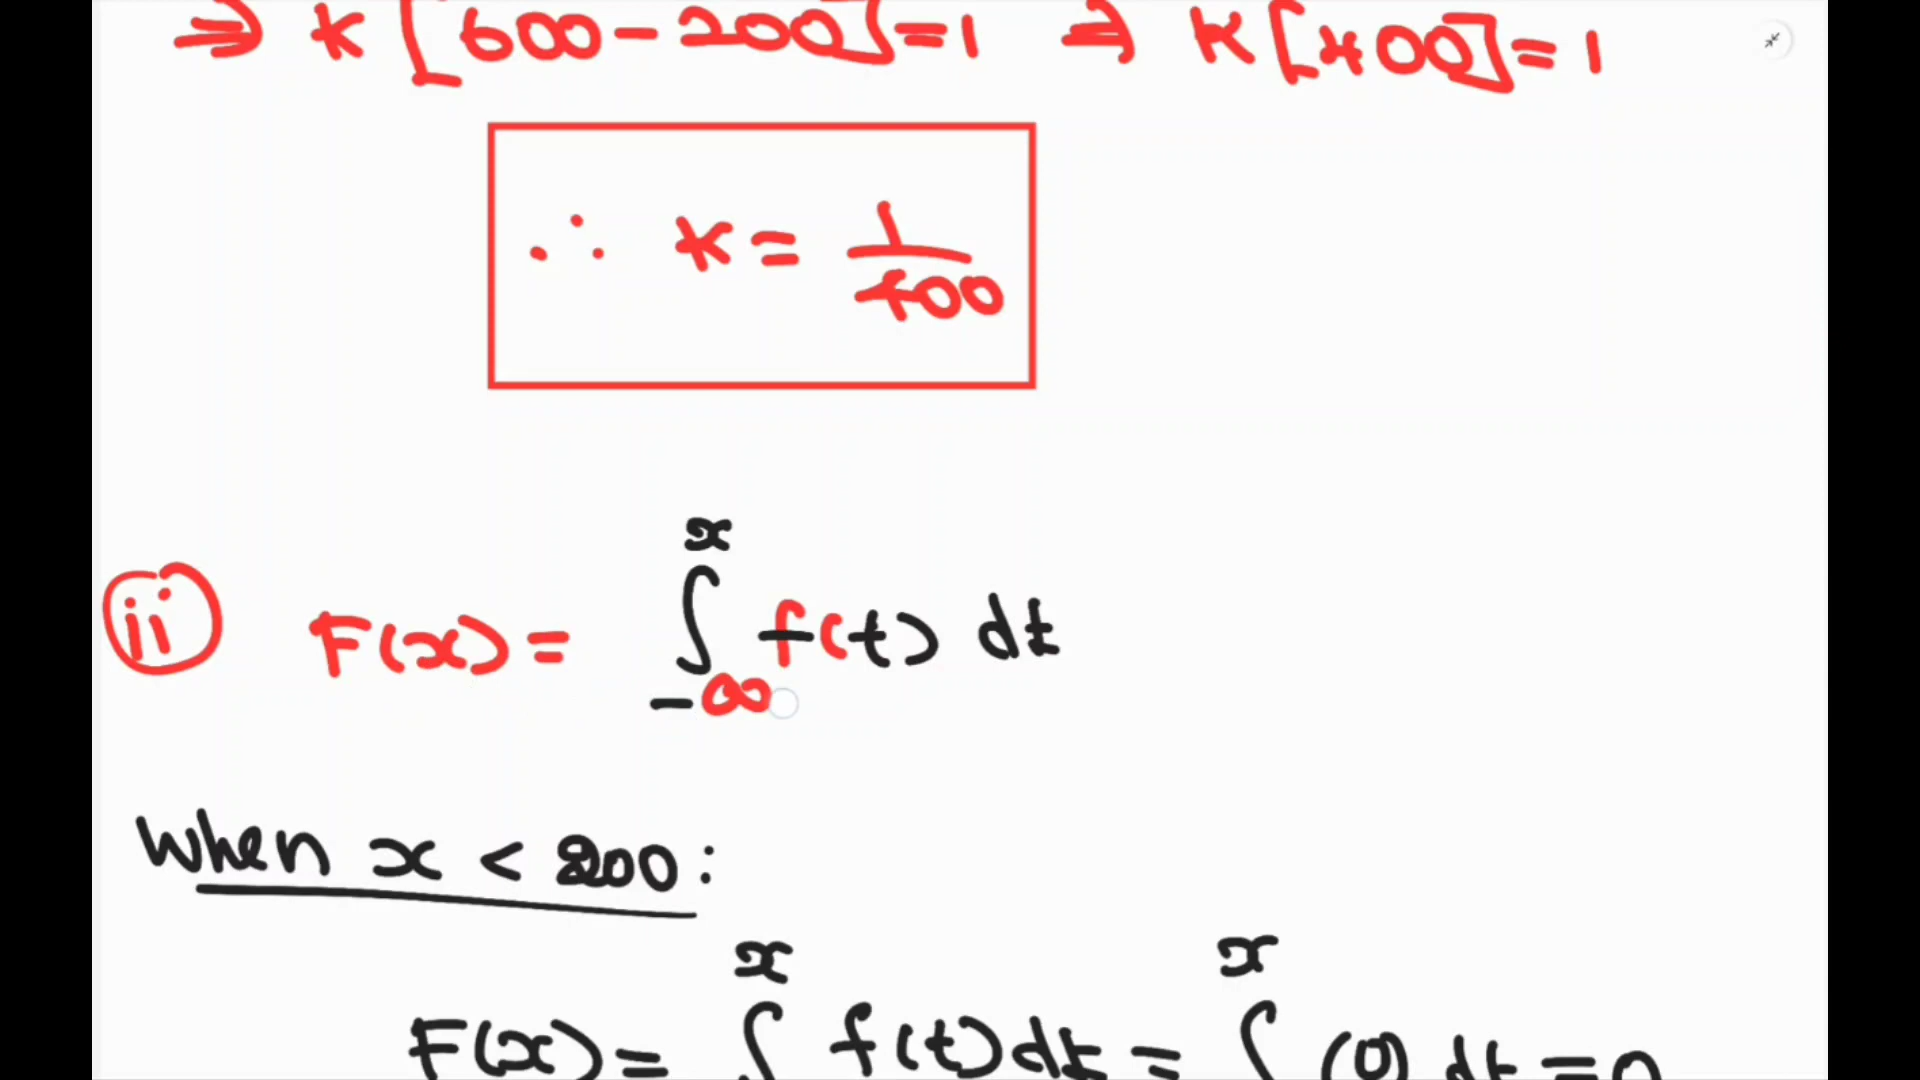 ⇒ k[600-200]=1 ⇒ k[400]=1
∴ k = 1/400
ii F(x) = ∫_{-∞}^{x} f(t) dt
When x < 200:
F(x) = ∫^{x} f(t) dt = ∫^{x} (0) dt = 0